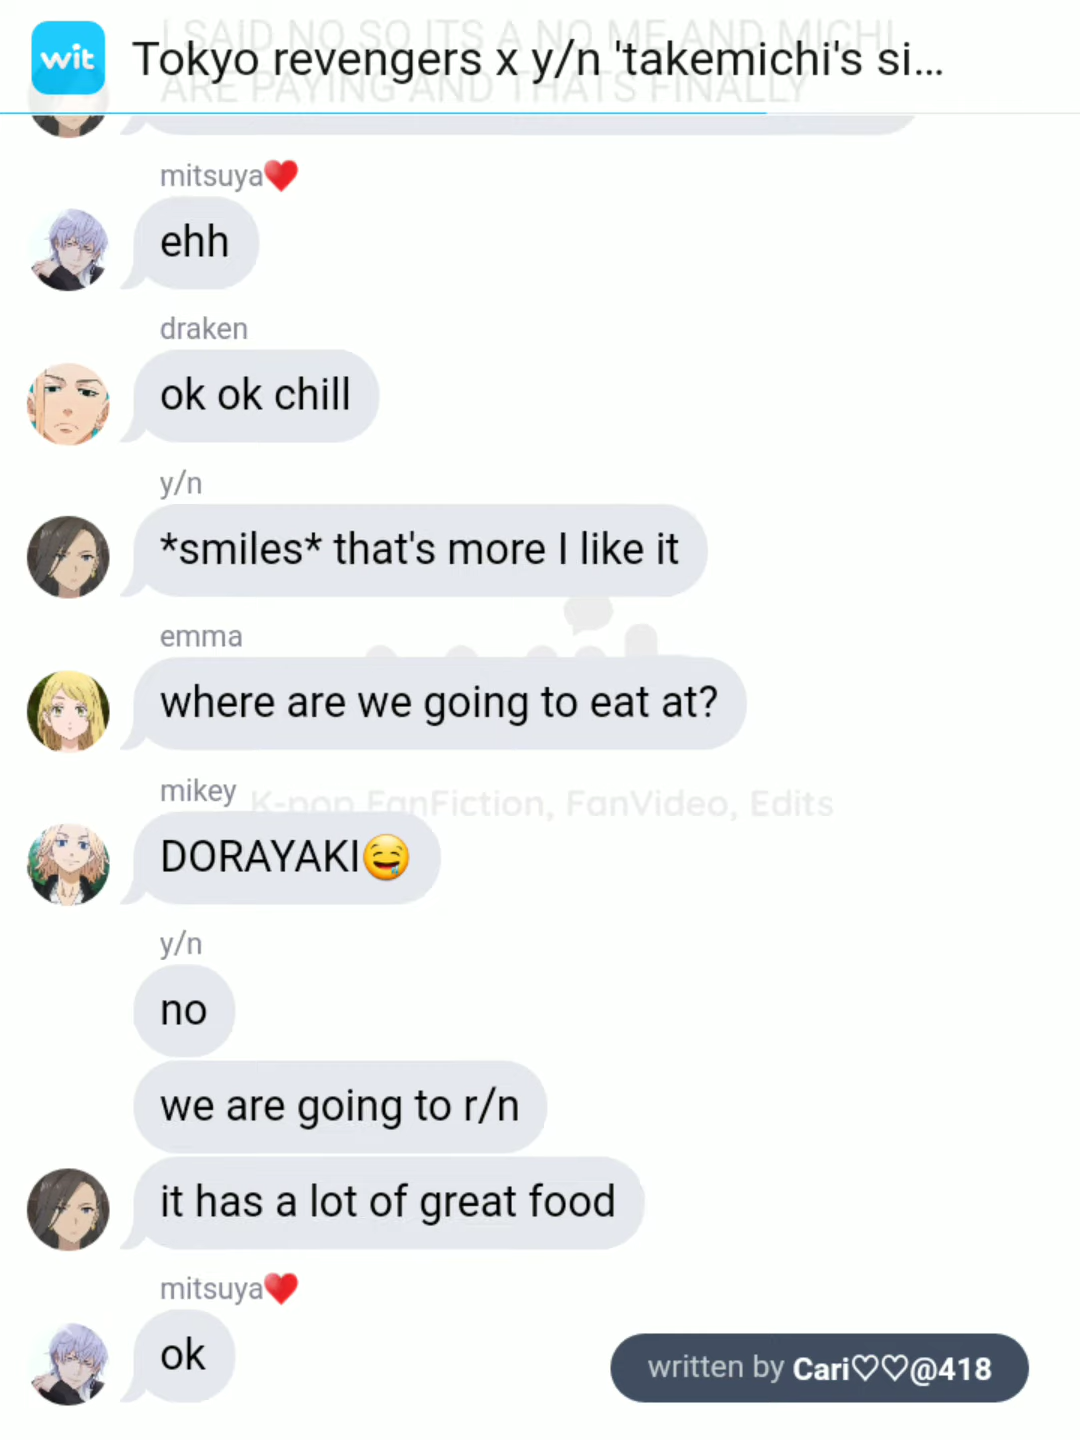 I SAID NO SO ITS A NO ME AND MICHI
ARE PAYING AND THATS FINALLY
wit
Tokyo revengers x y/n 'takemichi's si...
mitsuya❤️
ehh
draken
ok ok chill
y/n
*smiles* that's more I like it
emma
where are we going to eat at?
mikey
K-pop FanFiction, FanVideo, Edits
DORAYAKI🤤
y/n
no
we are going to r/n
it has a lot of great food
mitsuya❤️
ok
written by Cari♡♡@418